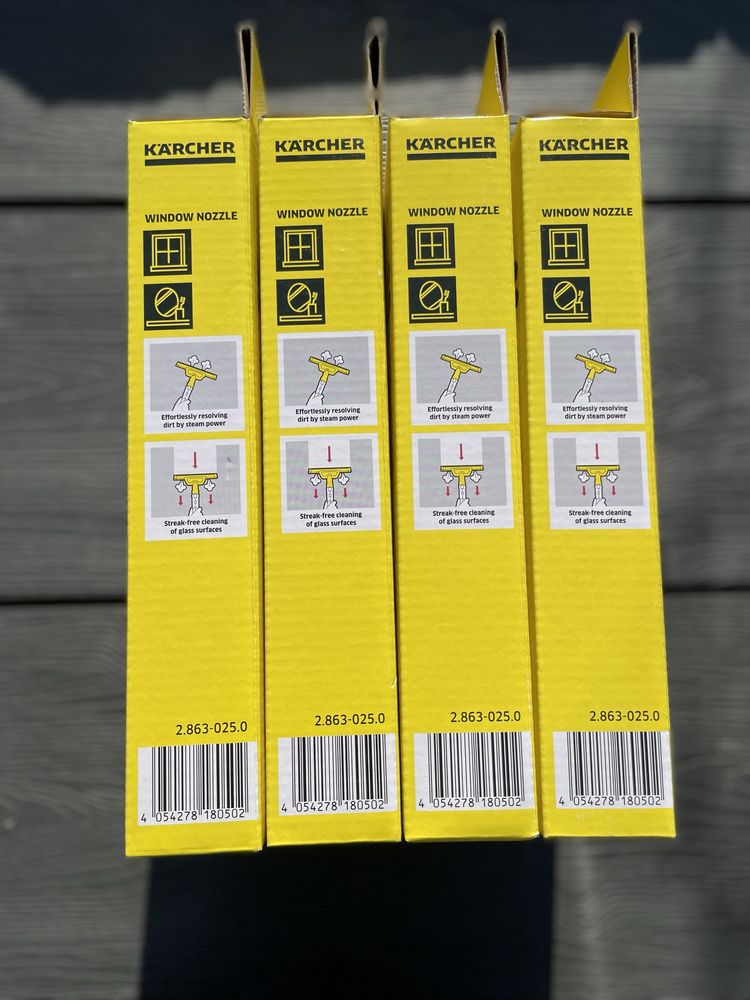 KÄRCHER
WINDOW NOZZLE
Effortlessly resolving
dirt by steam power
Streak-free cleaning
of glass surfaces
2.863-025.0
4 054278 180502
KÄRCHER
WINDOW NOZZLE
Effortlessly resolving
dirt by steam power
Streak-free cleaning
of glass surfaces
2.863-025.0
4 054278 180502
KÄRCHER
WINDOW NOZZLE
Effortlessly resolving
dirt by steam power
Streak-free cleaning
of glass surfaces
2.863-025.0
4 054278 180502
KÄRCHER
WINDOW NOZZLE
Effortlessly resolving
dirt by steam power
Streak-free cleaning
of glass surfaces
2.863-025.0
4 054278 180502